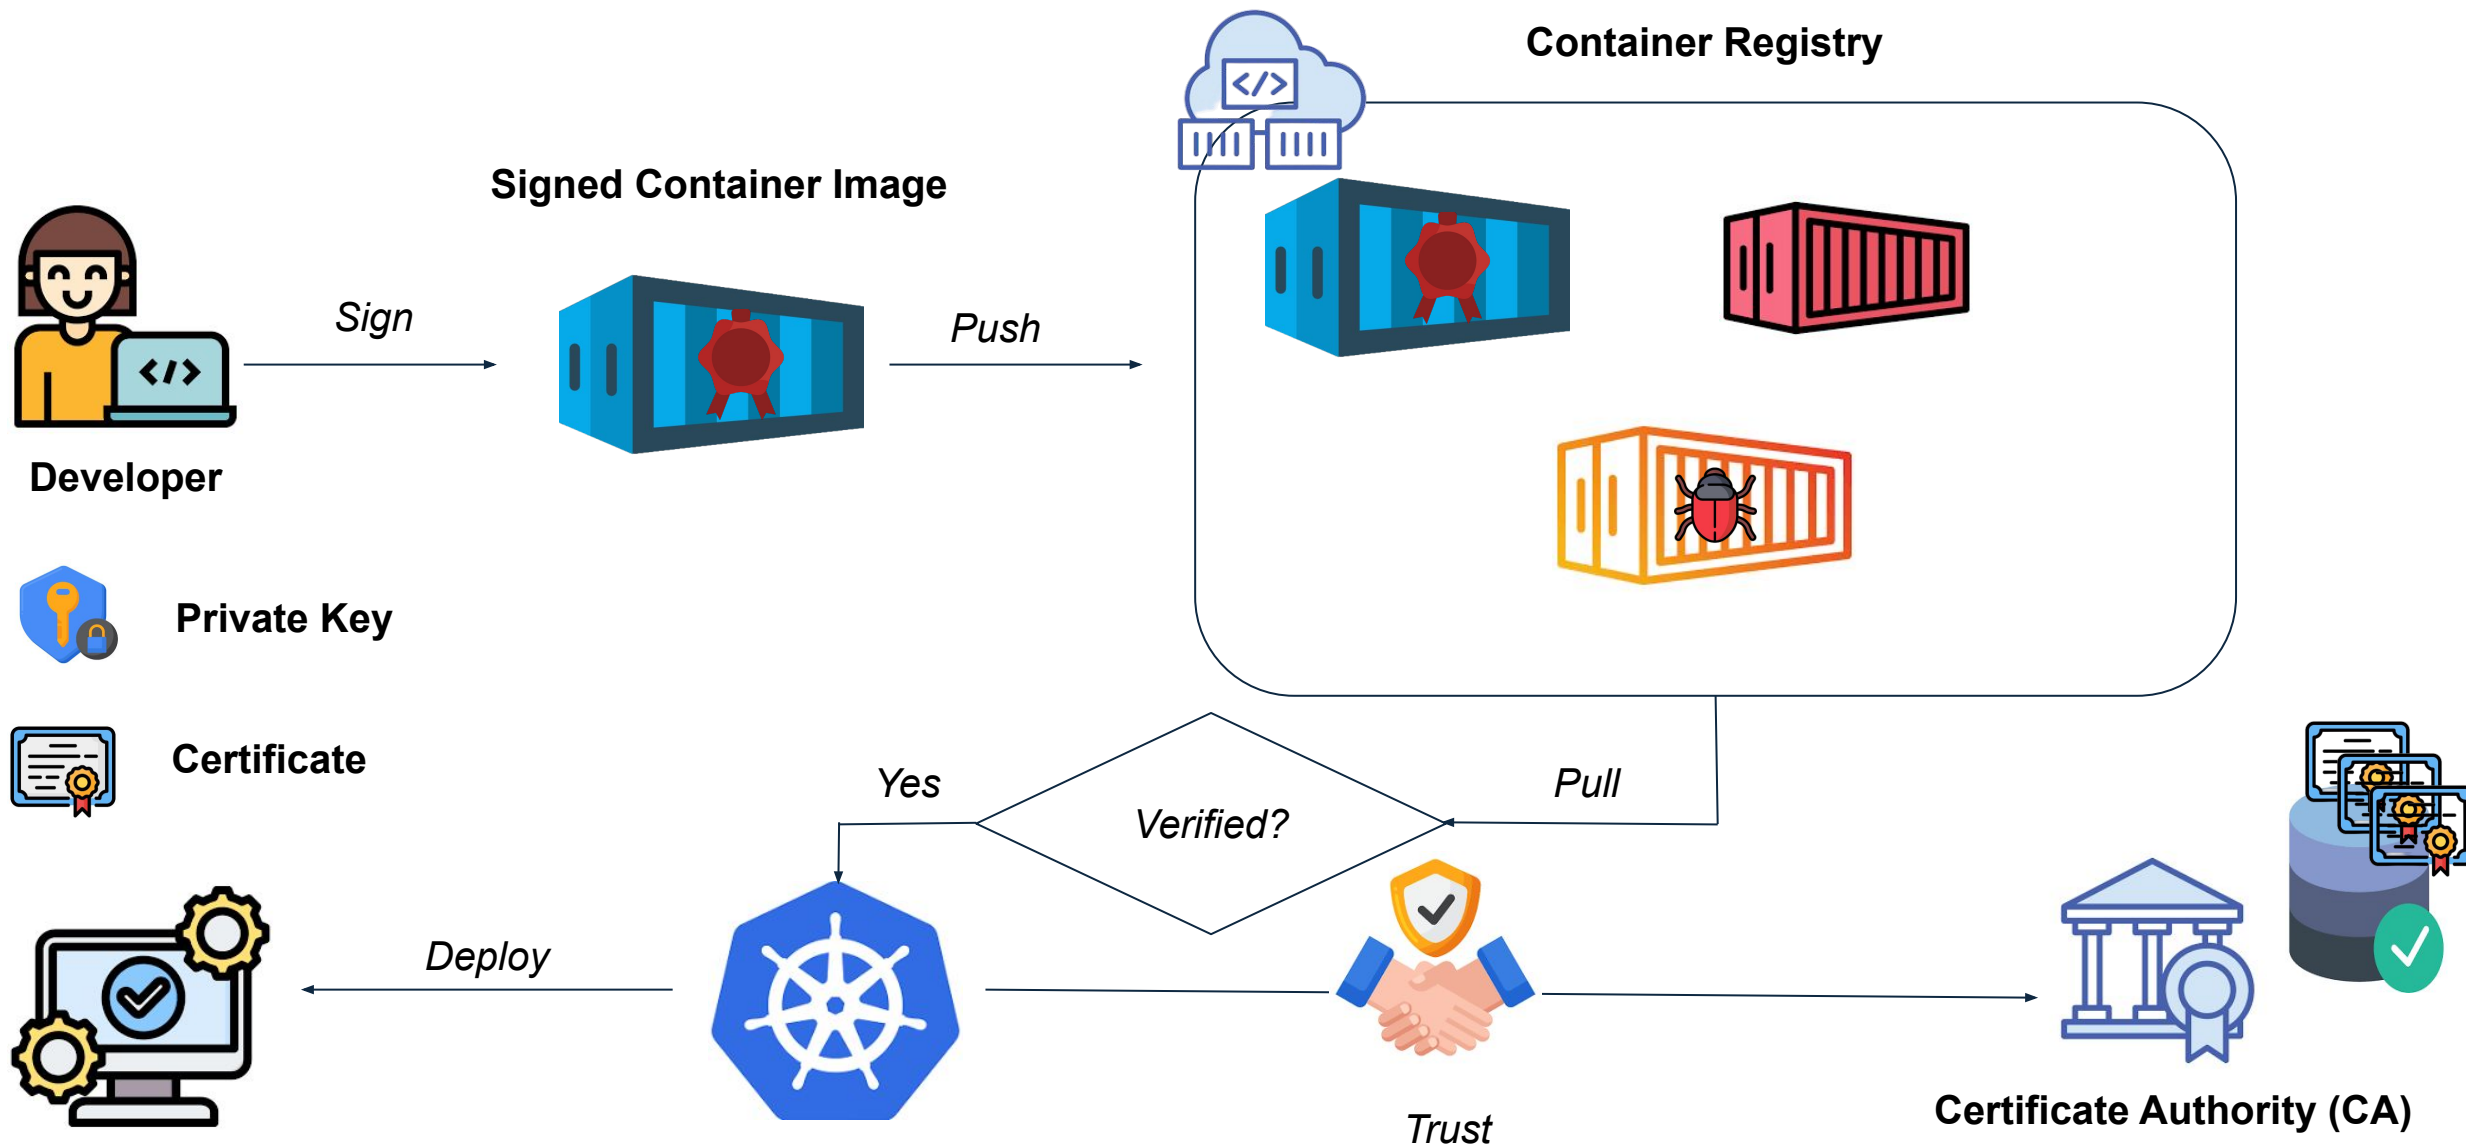 Container Registry
</>
Signed Container Image
Sign
Push
</>
Developer
Private Key
Certificate
Yes
Pull
Verified?
Deploy
Certificate Authority (CA)
Trust